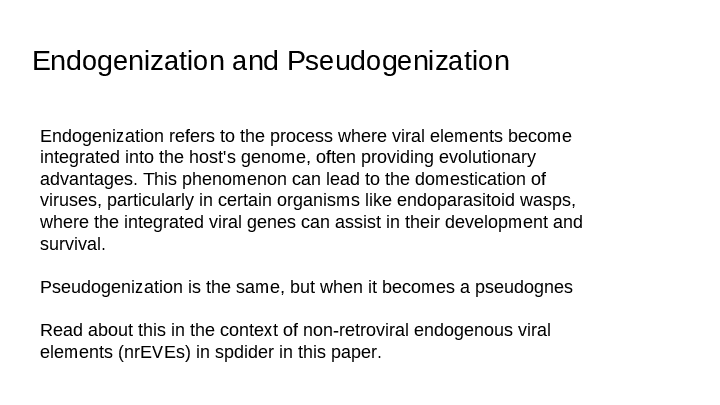 Endogenization and Pseudogenization
Endogenization refers to the process where viral elements become
integrated into the host's genome, often providing evolutionary
advantages. This phenomenon can lead to the domestication of
viruses, particularly in certain organisms like endoparasitoid wasps,
where the integrated viral genes can assist in their development and
survival.
Pseudogenization is the same, but when it becomes a pseudognes
Read about this in the context of non-retroviral endogenous viral
elements (nrEVEs) in spdider in this paper.